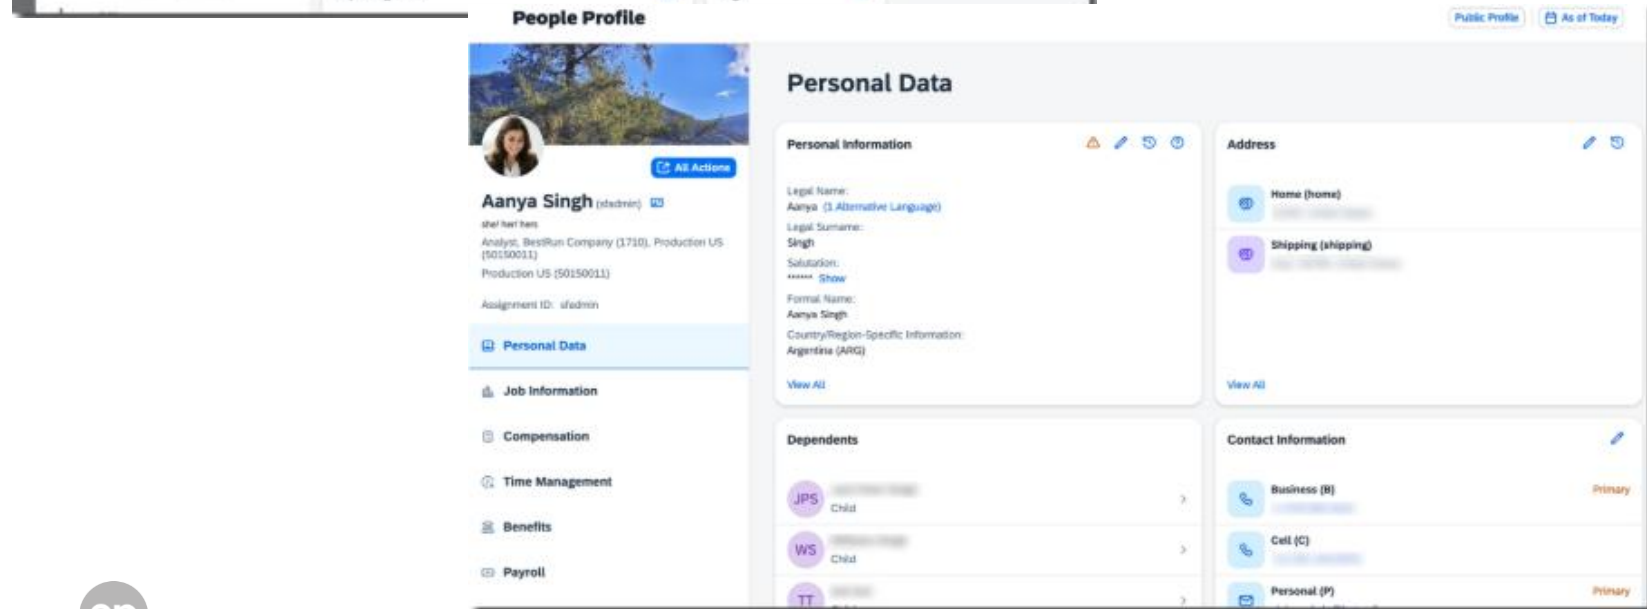 People Profile
Public Profile
As of Today
All Actions
Aanya Singh (sfadmin)
she/ her/ hers
Analyst, BestRun Company (1710), Production US
(50150011)
Production US (50150011)
Assignment ID: sfadmin
Personal Data
Job Information
Compensation
Time Management
Benefits
Payroll
Personal Data
Personal Information
Legal Name:
Aanya (1 Alternative Language)
Legal Surname:
Singh
Salutation:
****** Show
Formal Name:
Aanya Singh
Country/Region-Specific Information:
Argentina (ARG)
View All
Address
Home (home)
Shipping (shipping)
View All
Dependents
JPS
Child
WS
Child
TT
Contact Information
Business (B)
Primary
Cell (C)
Personal (P)
Primary